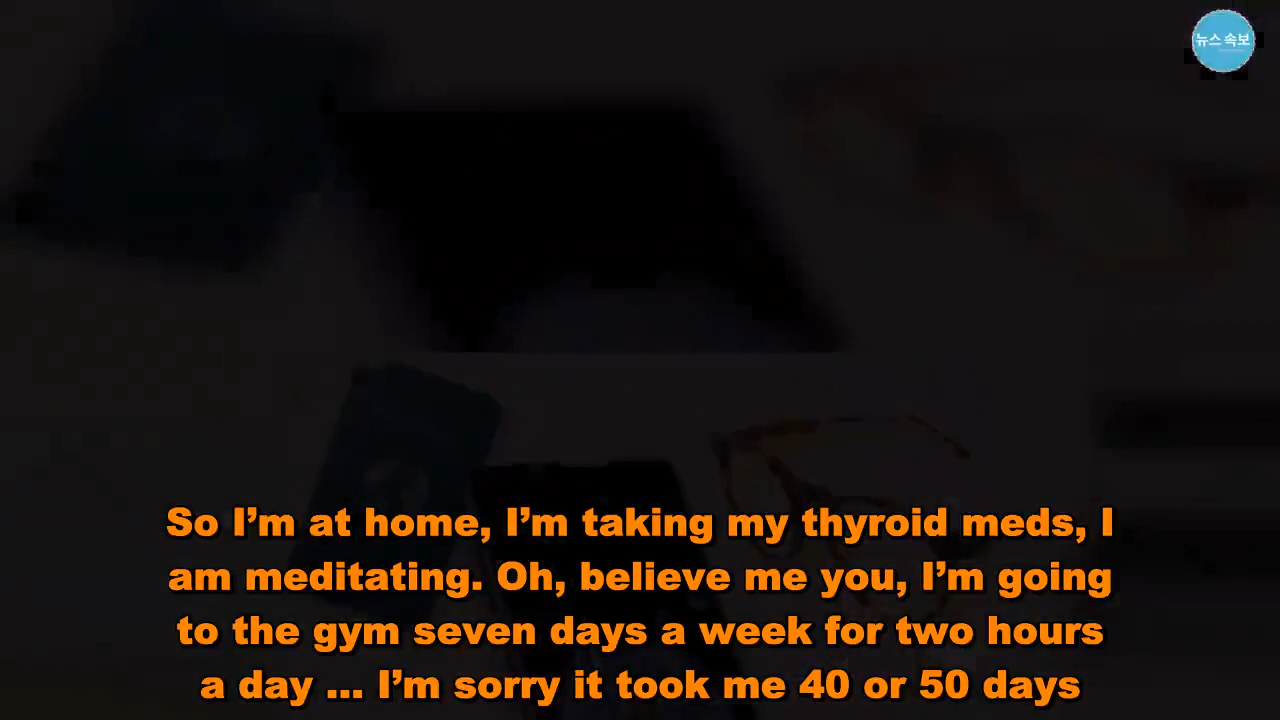 뉴스 속보
So I’m at home, I’m taking my thyroid meds, I
am meditating. Oh, believe me you, I’m going
to the gym seven days a week for two hours
a day ... I’m sorry it took me 40 or 50 days